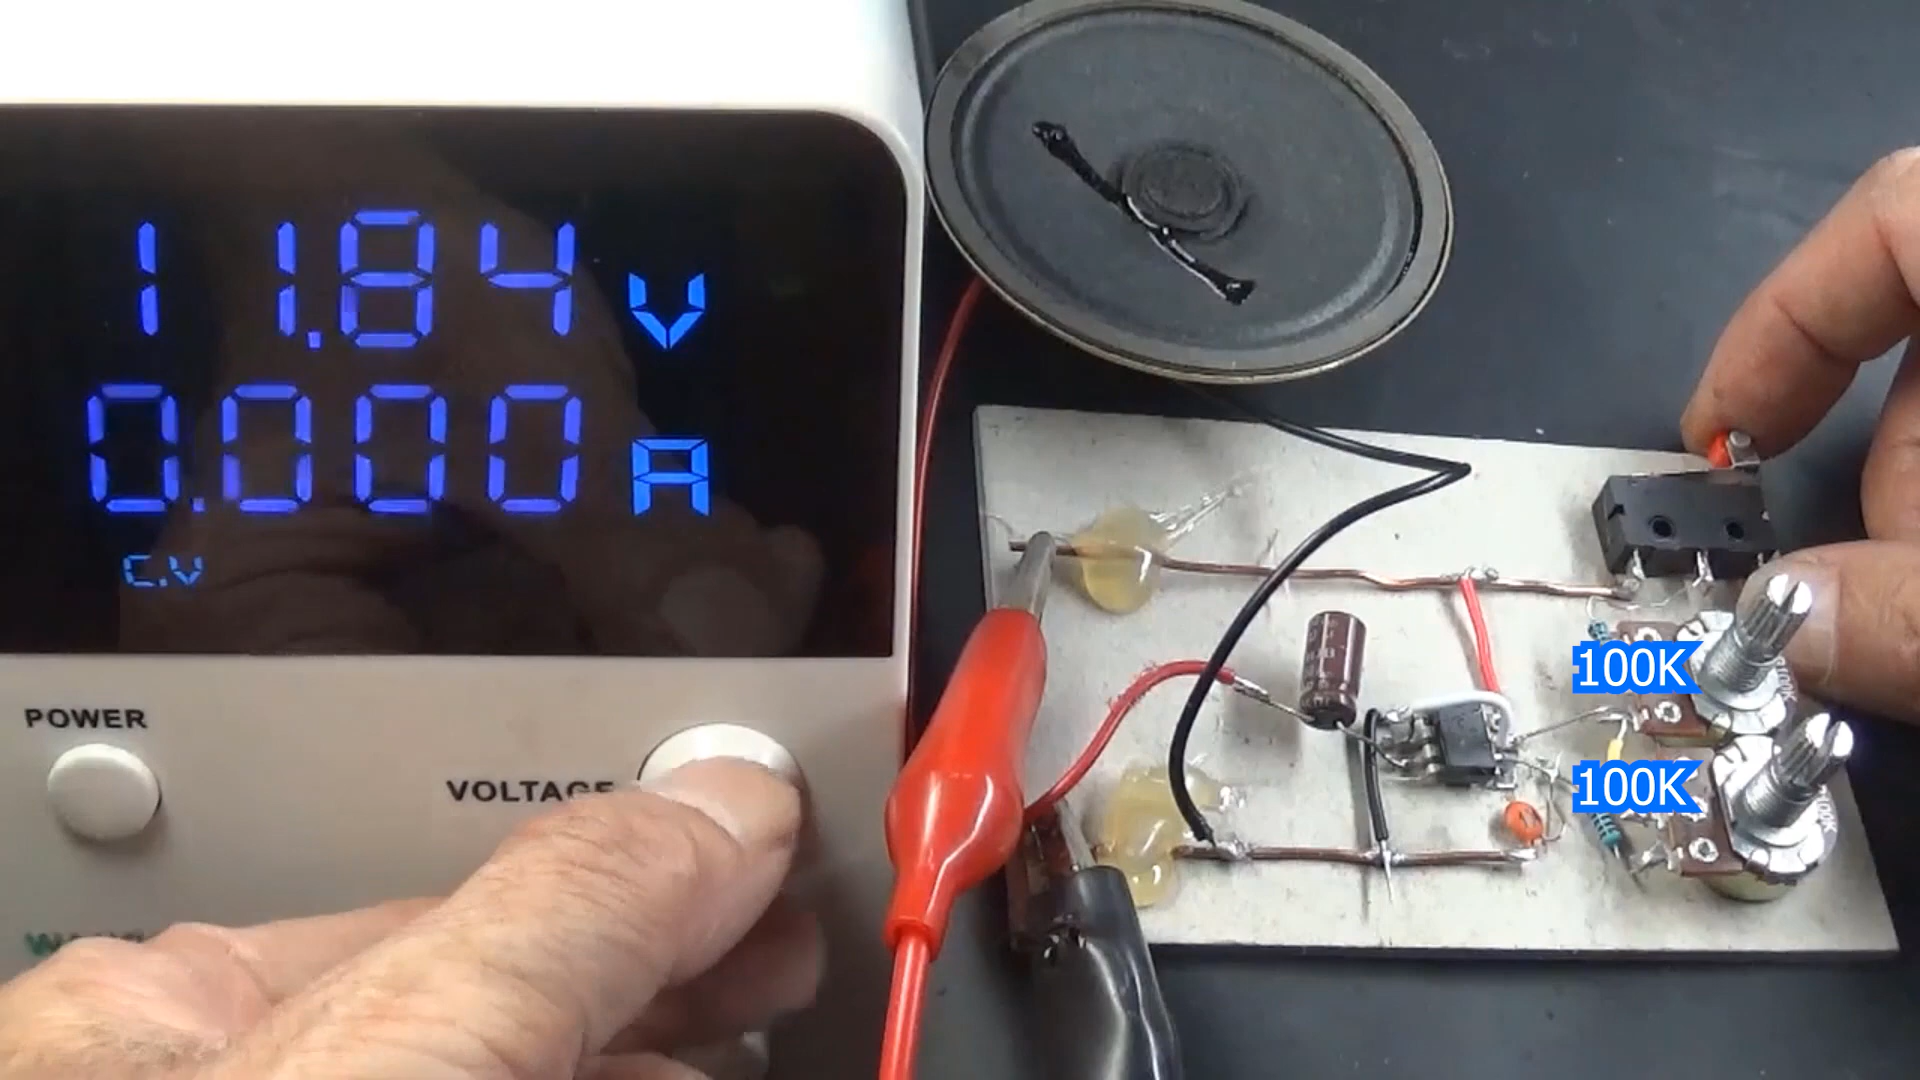 11.84 V
0.000 A
C.V
POWER
VOLTAGE
100K
100K